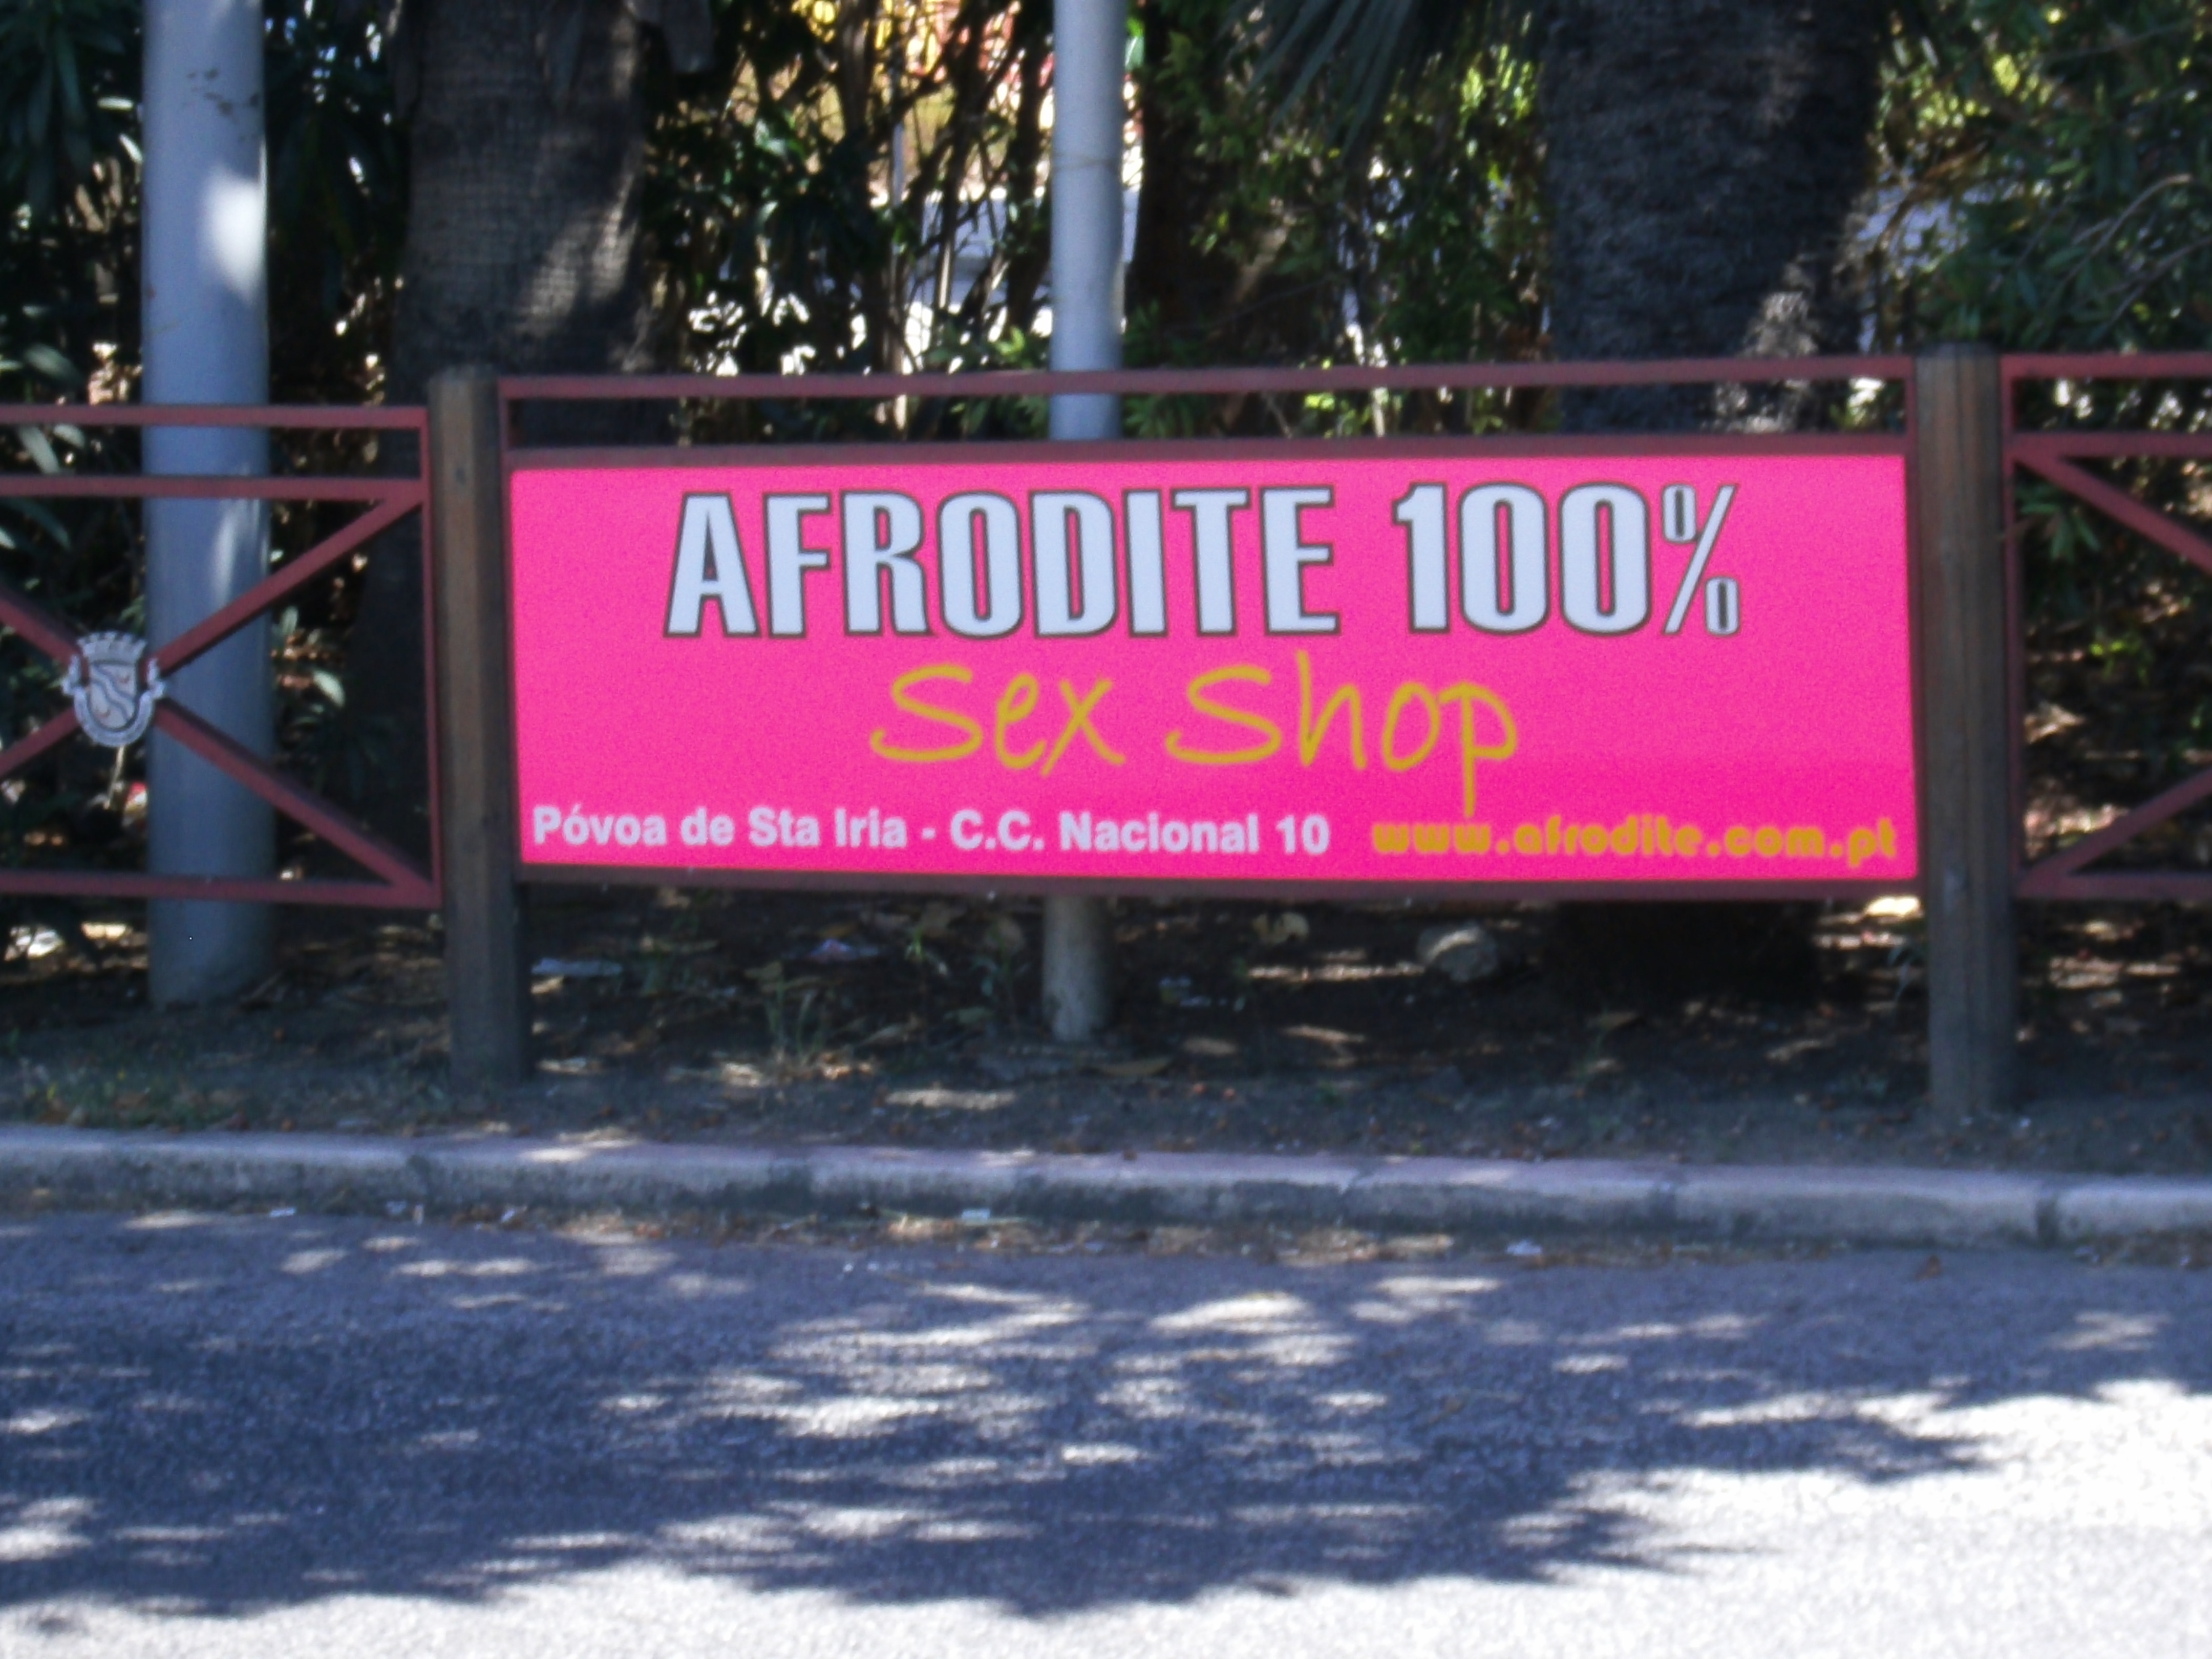 AFRODITE 100%
Sex Shop
Póvoa de Sta Iria - C.C. Nacional 10 www.afrodite.com.pt